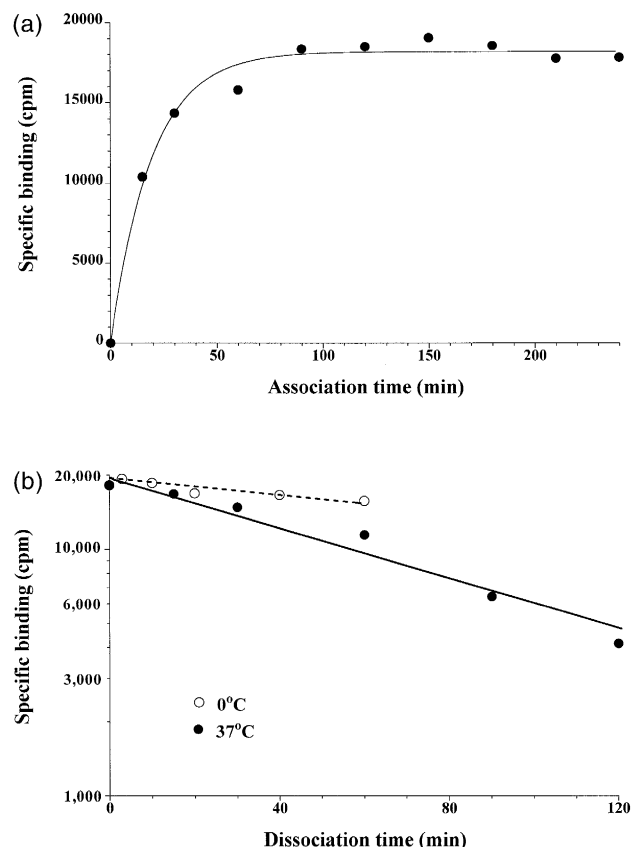 (a)
20000
15000
10000
5000
0
0 50 100 150 200
Specific binding (cpm)
Association time (min)
(b)
20,000
10,000
6,000
3,000
1,000
0 40 80 120
Specific binding (cpm)
0°C
37°C
Dissociation time (min)